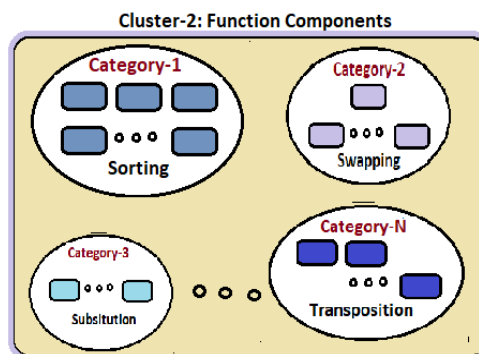 Cluster-2: Function Components
Category-1
Sorting
Category-2
Swapping
Category-3
Subsitution
Category-N
Transposition